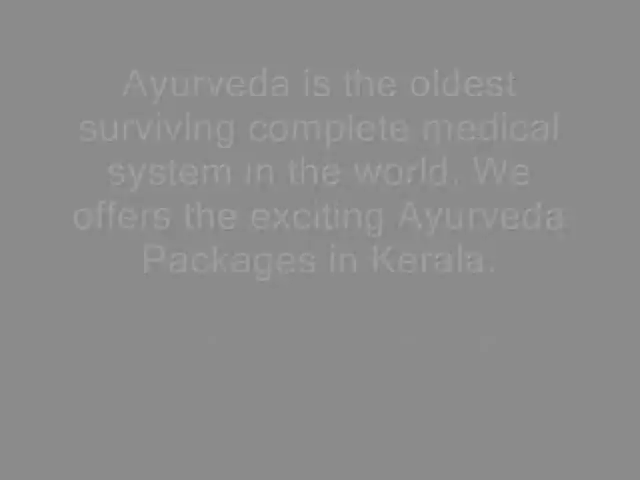 Ayurveda is the oldest
surviving complete medical
system in the world. We
offers the exciting Ayurveda
Packages in Kerala.